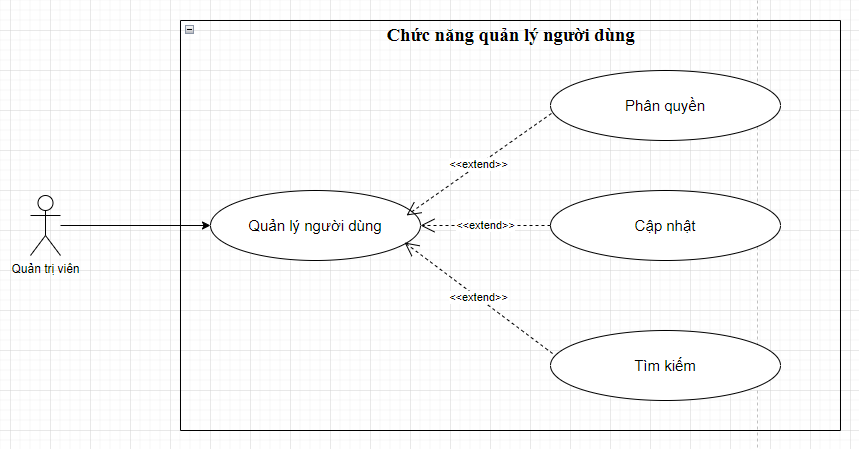 Chức năng quản lý người dùng
Phân quyền
<<extend>>
Quản lý người dùng
<<extend>>
Cập nhật
Quản trị viên
<<extend>>
Tìm kiếm